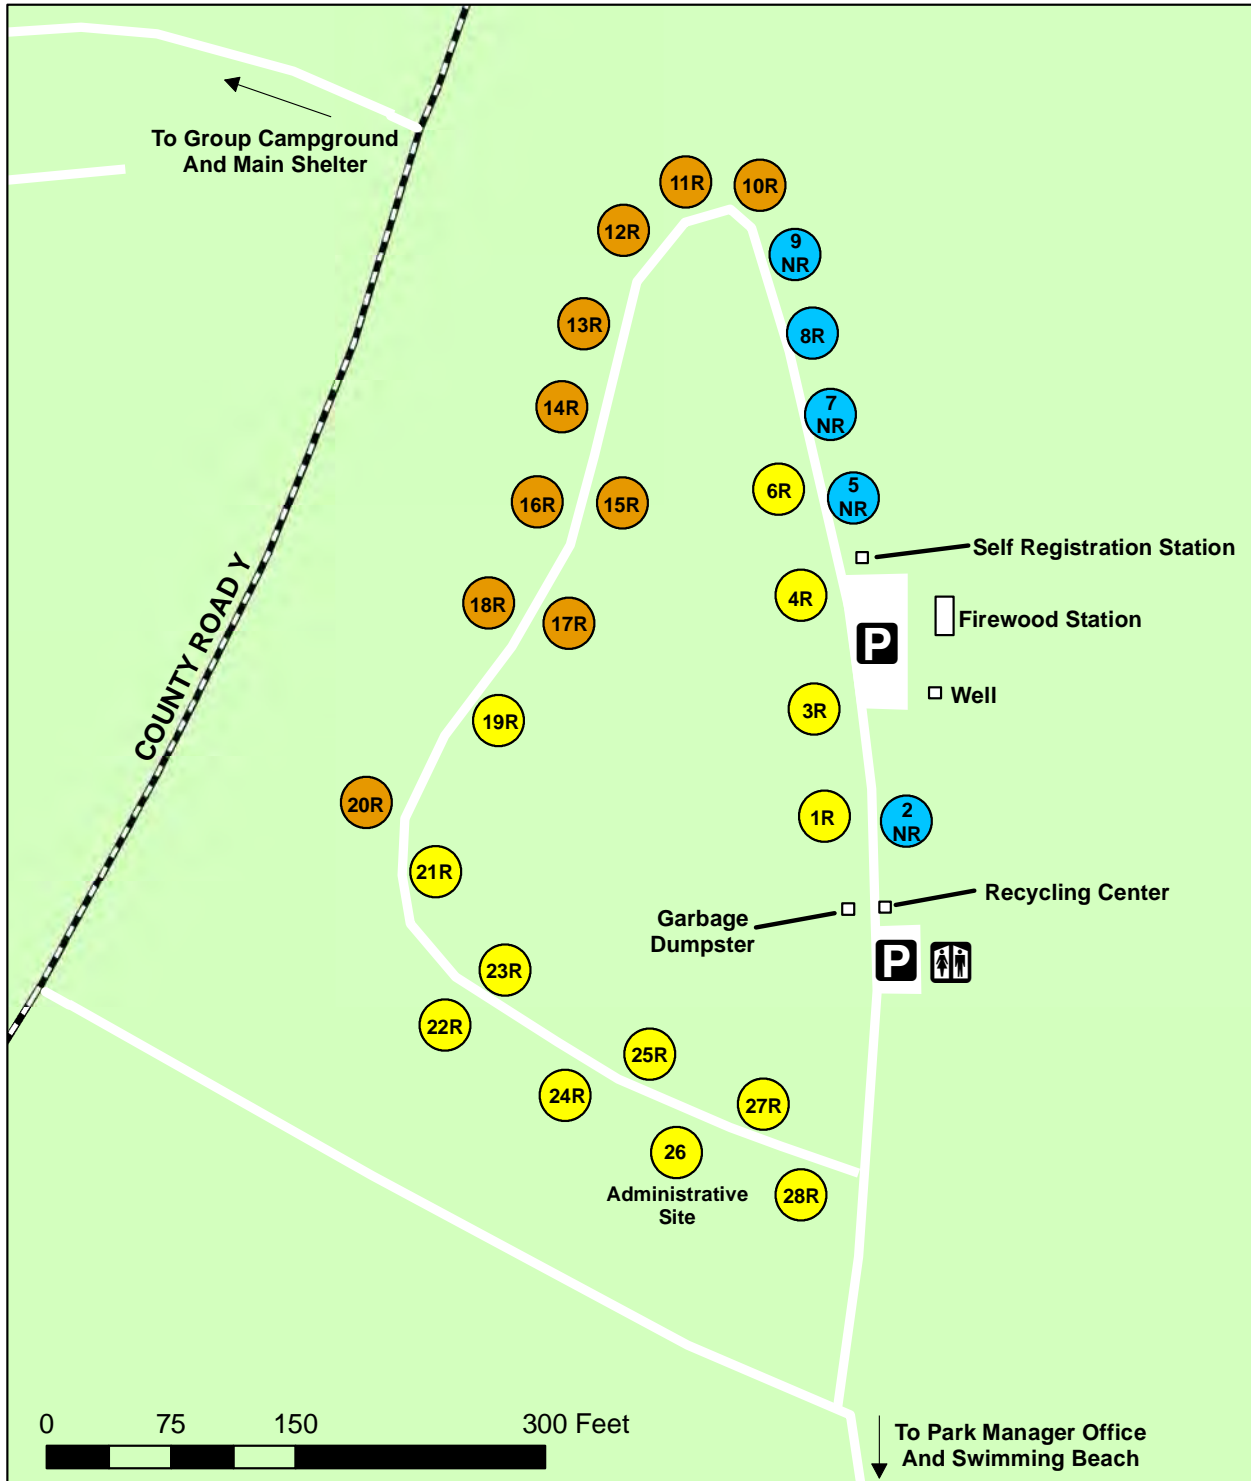 To Group Campground
And Main Shelter
11R
10R
12R
9
NR
13R
8R
14R
7
NR
6R
5
NR
16R
15R
Self Registration Station
4R
18R
17R
Firewood Station
P
COUNTY ROAD Y
Well
3R
19R
20R
1R
2
NR
21R
Recycling Center
Garbage
Dumpster
P
23R
22R
25R
24R
27R
26
Administrative
Site
28R
0 75 150 300 Feet
To Park Manager Office
And Swimming Beach